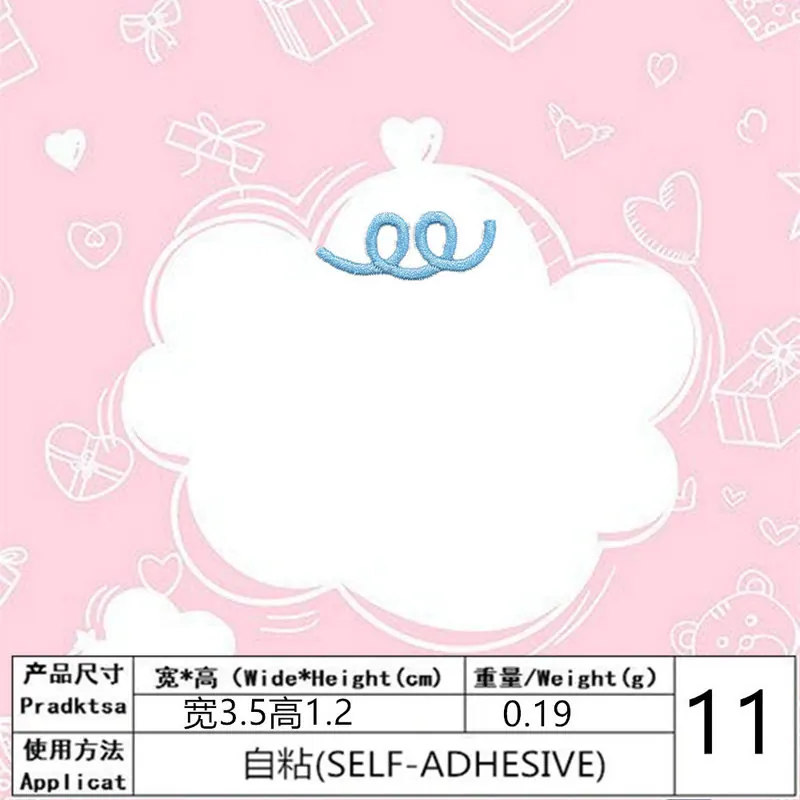 产品尺寸 宽*高 (Wide*Height(cm) 重量/Weight(g)
Pradktsa 宽3.5高1.2 0.19
11
使用方法 自粘(SELF-ADHESIVE)
Applicat